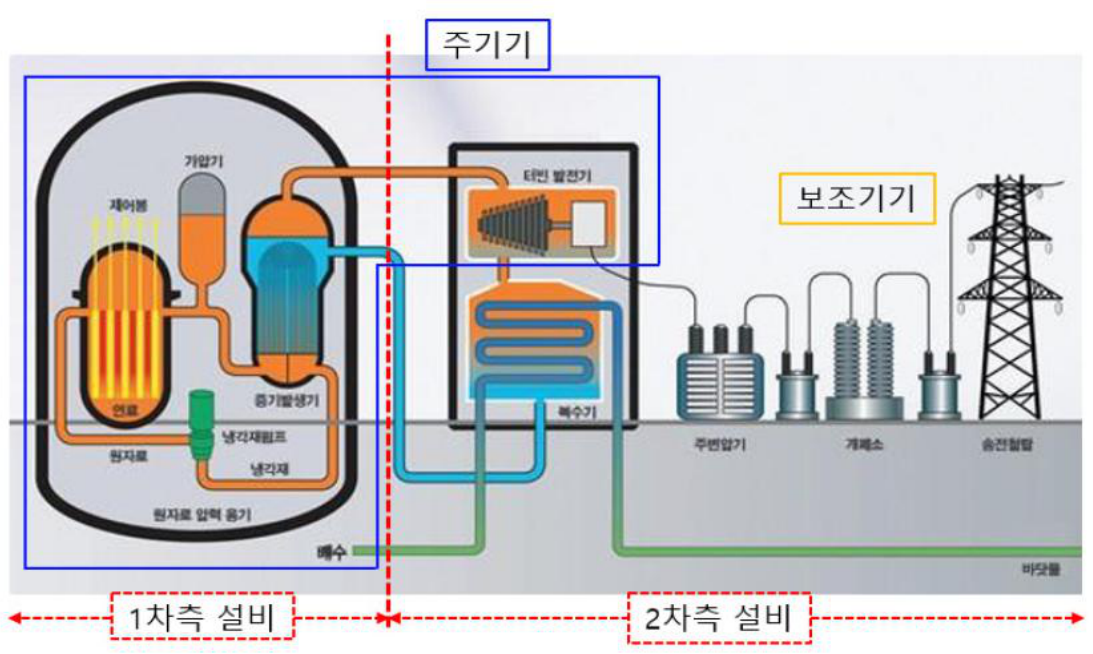 주기기
가압기
터빈 발전기
제어봉
보조기기
증기발생기
연료
복수기
냉각재펌프
주변압기
개폐소
송전철탑
원자로
냉각재
원자로 압력 용기
배수
바닷물
1차측 설비
2차측 설비